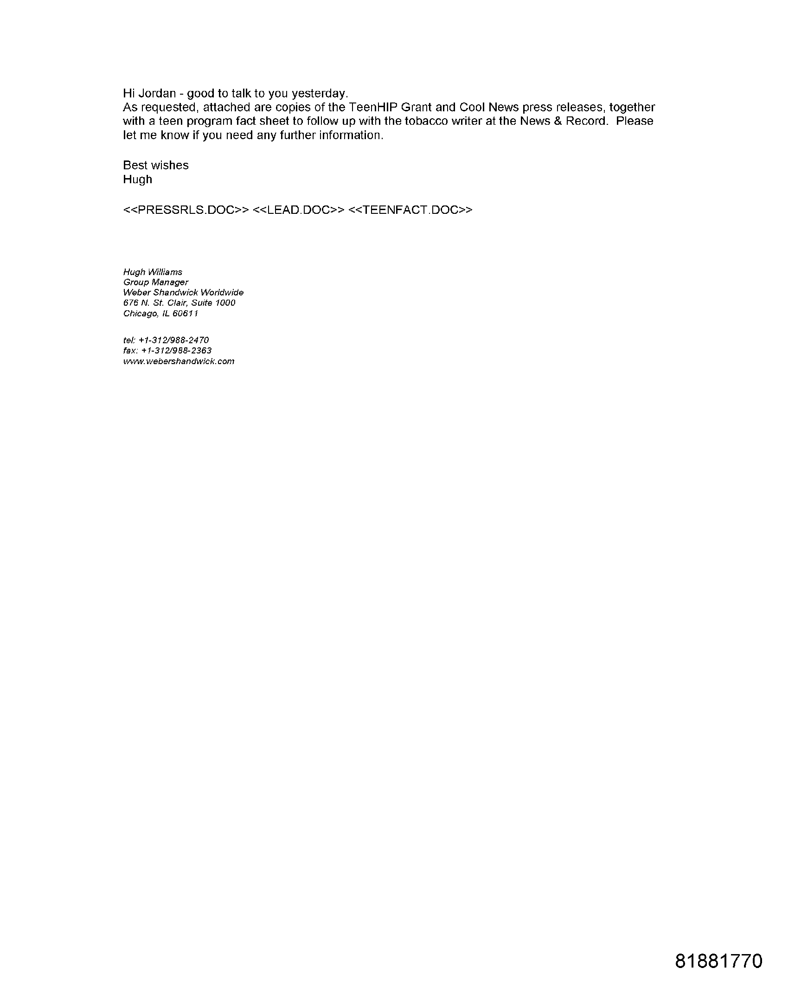 Hi Jordan - good to talk to you yesterday.
As requested, attached are copies of the TeenHIP Grant and Cool News press releases, together
with a teen program fact sheet to follow up with the tobacco writer at the News & Record.  Please
let me know if you need any further information.
Best wishes
Hugh
<<PRESSRLS.DOC>> <<LEAD.DOC>> <<TEENFACT.DOC>>
Hugh Williams
Group Manager
Weber Shandwick Worldwide
676 N. St. Clair, Suite 1000
Chicago, IL 60611
tel: +1-312/988-2470
fax: +1-312/988-2363
www.webershandwick.com
81881770